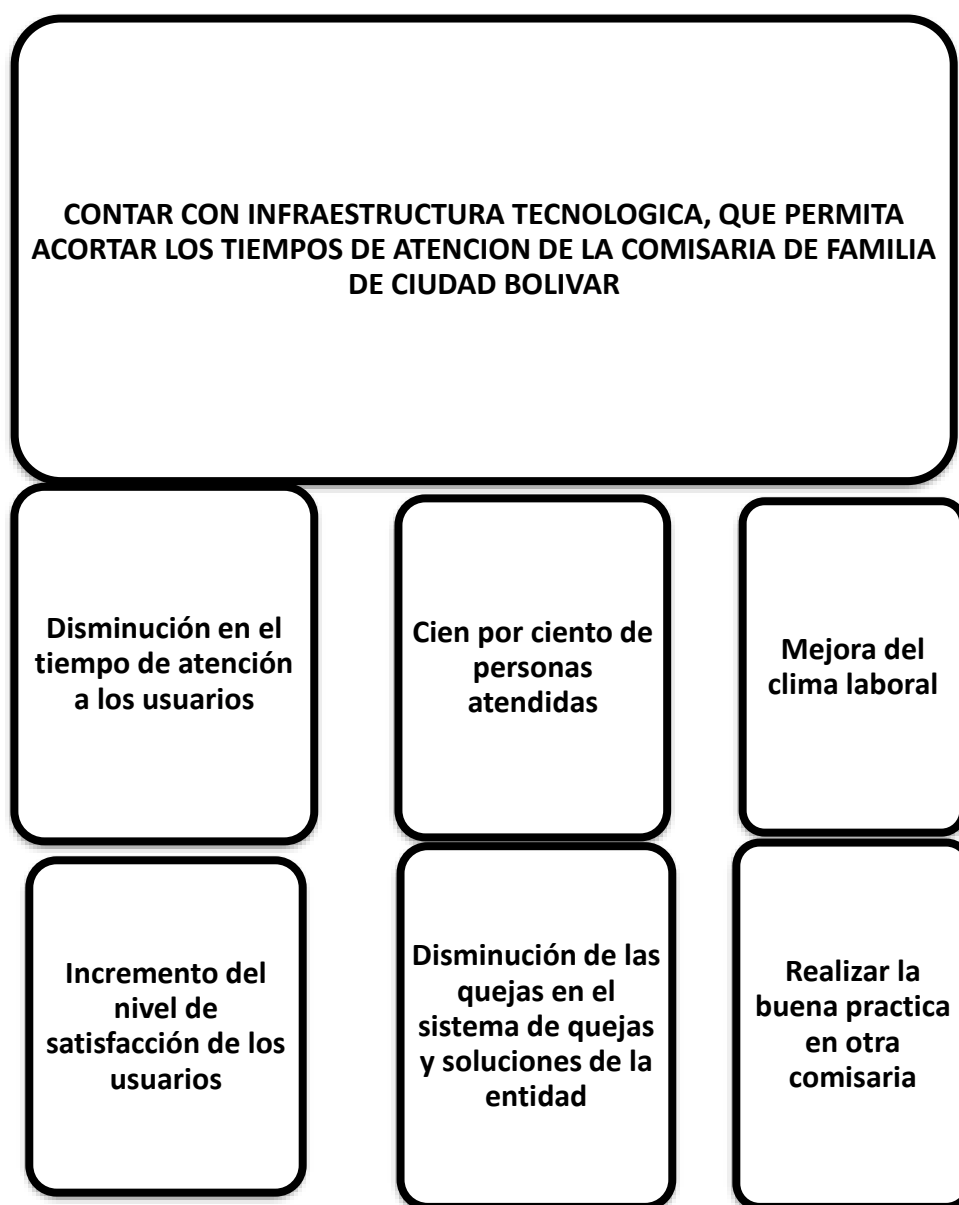 CONTAR CON INFRAESTRUCTURA TECNOLOGICA, QUE PERMITA
ACORTAR LOS TIEMPOS DE ATENCION DE LA COMISARIA DE FAMILIA
DE CIUDAD BOLIVAR
Disminución en el
tiempo de atención
a los usuarios
Cien por ciento de
personas
atendidas
Mejora del
clima laboral
Incremento del
nivel de
satisfacción de los
usuarios
Disminución de las
quejas en el
sistema de quejas
y soluciones de la
entidad
Realizar la
buena practica
en otra
comisaria